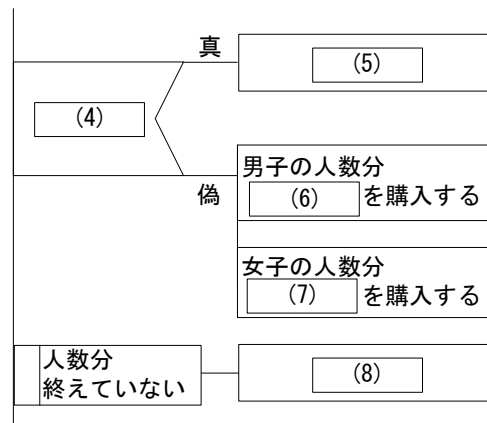 真
(4)
(5)
偽
男子の人数分
(6) を購入する
女子の人数分
(7) を購入する
人数分
終えていない
(8)